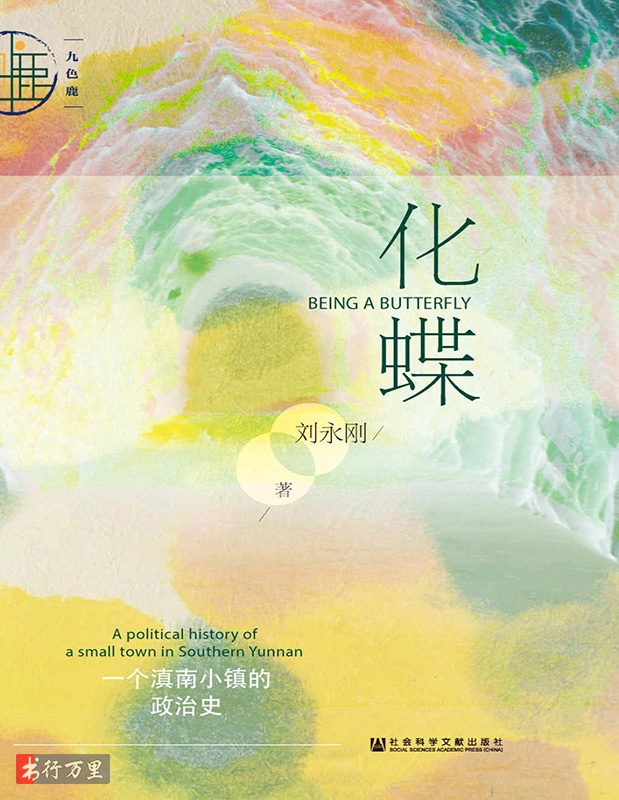 鹿
九色鹿
化
BEING A BUTTERFLY
蝶
刘永刚
著
A political history of
a small town in Southern Yunnan
一个滇南小镇的
政治史
社会科学文献出版社
SOCIAL SCIENCES ACADEMIC PRESS (CHINA)
书行万里